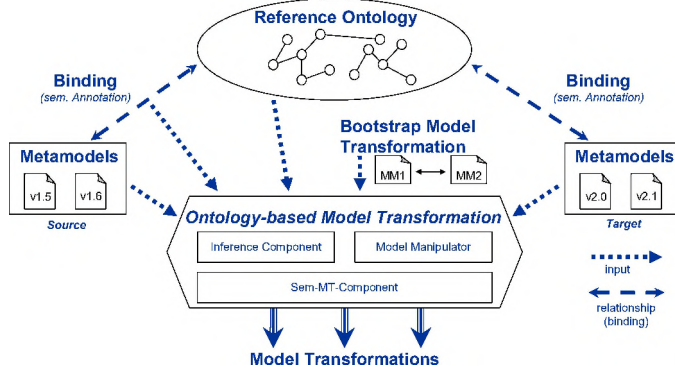 Reference Ontology
Binding
(sem. Annotation)
Binding
(sem. Annotation)
Bootstrap Model
Transformation
MM1
MM2
Metamodels
v1.5
v1.6
Source
Metamodels
v2.0
v2.1
Target
Ontology-based Model Transformation
Inference Component
Model Manipulator
Sem-MT-Component
input
relationship
(binding)
Model Transformations